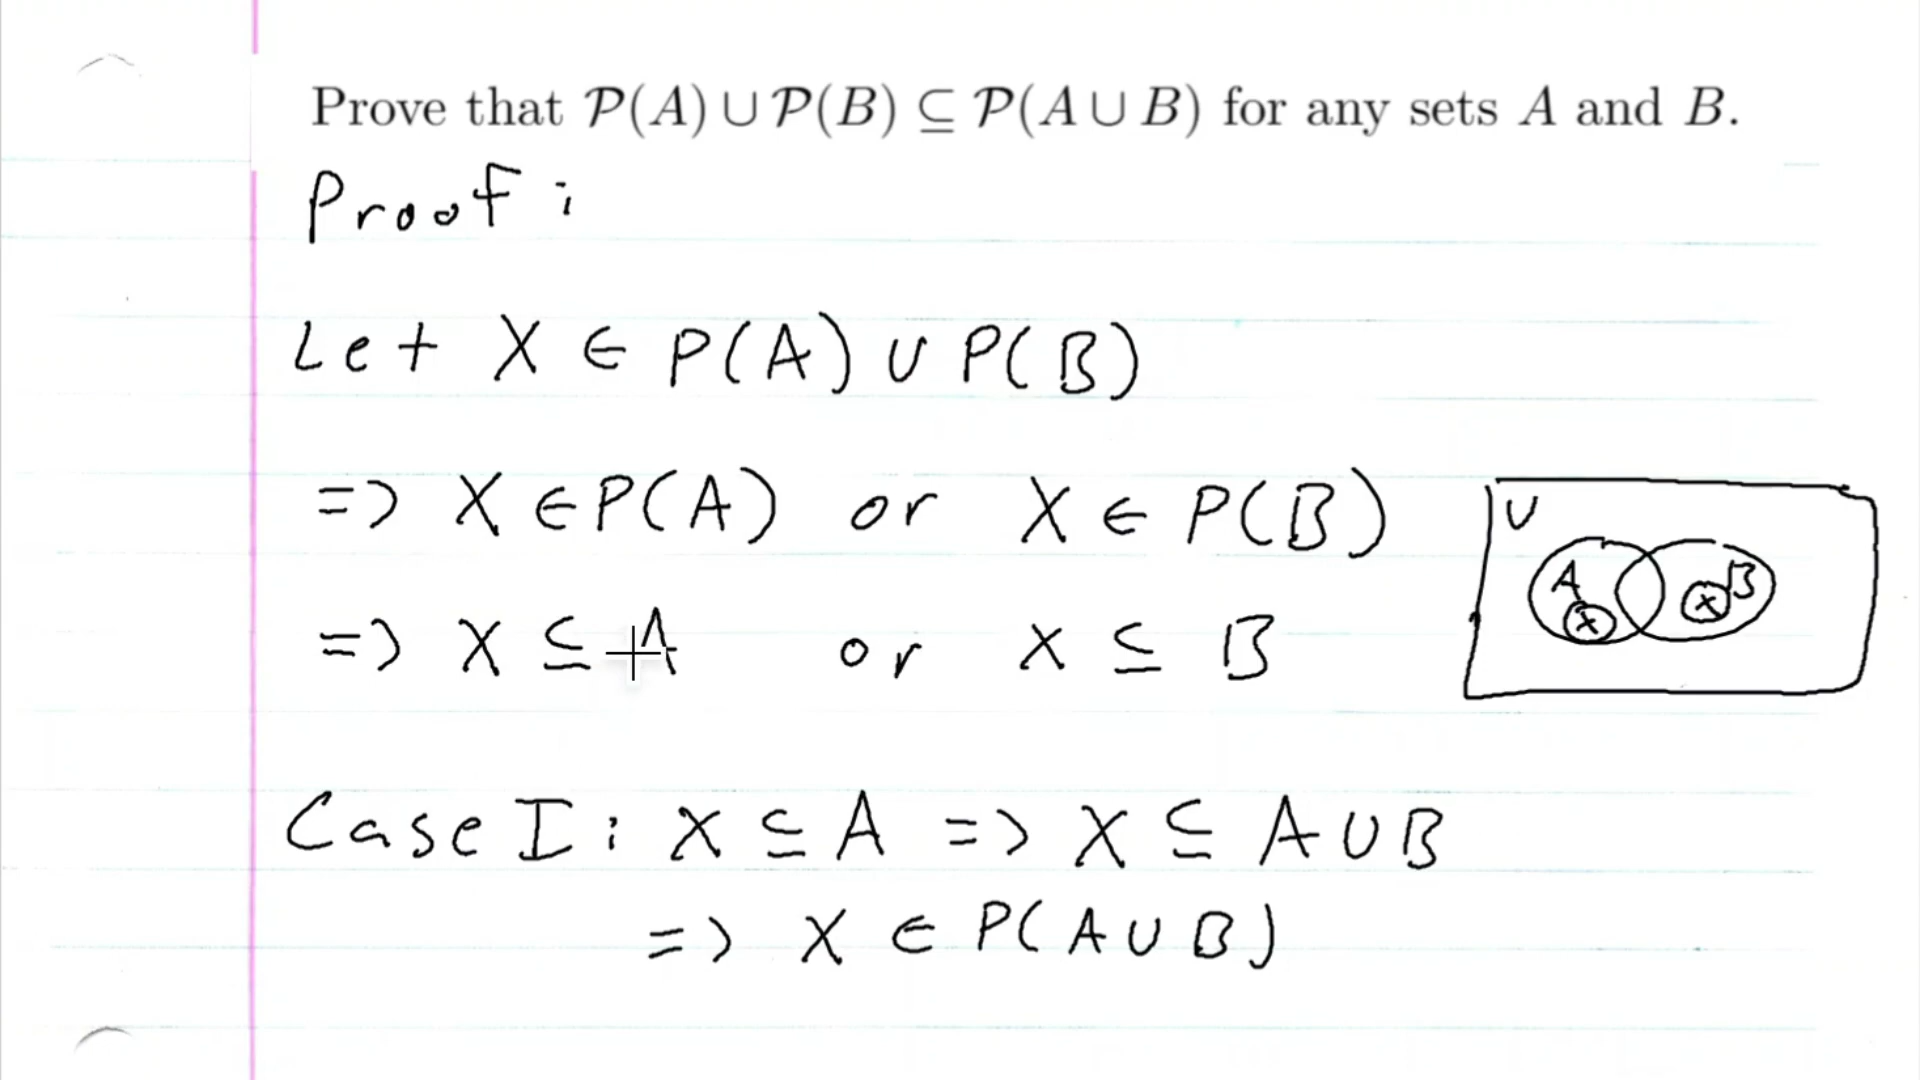 Prove that 𝒫(A) ∪ 𝒫(B) ⊆ 𝒫(A ∪ B) for any sets A and B.
Proof:
Let X ∈ P(A) ∪ P(B)
=> X ∈ P(A) or X ∈ P(B)
=> X ⊆ A or X ⊆ B
U
A
B
X
X
Case I: X ⊆ A => X ⊆ A ∪ B
=> X ∈ P(A ∪ B)